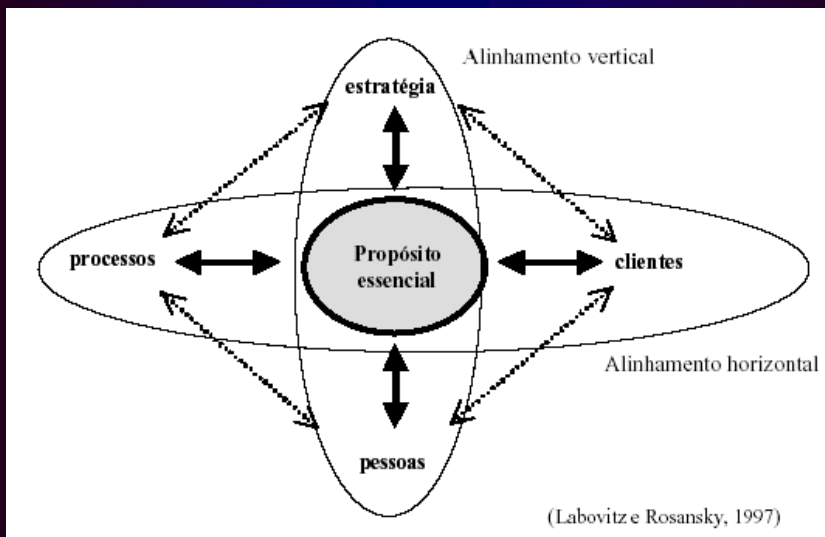 Alinhamento vertical
estratégia
processos
Propósito
essencial
clientes
Alinhamento horizontal
pessoas
(Labovitz e Rosansky, 1997)